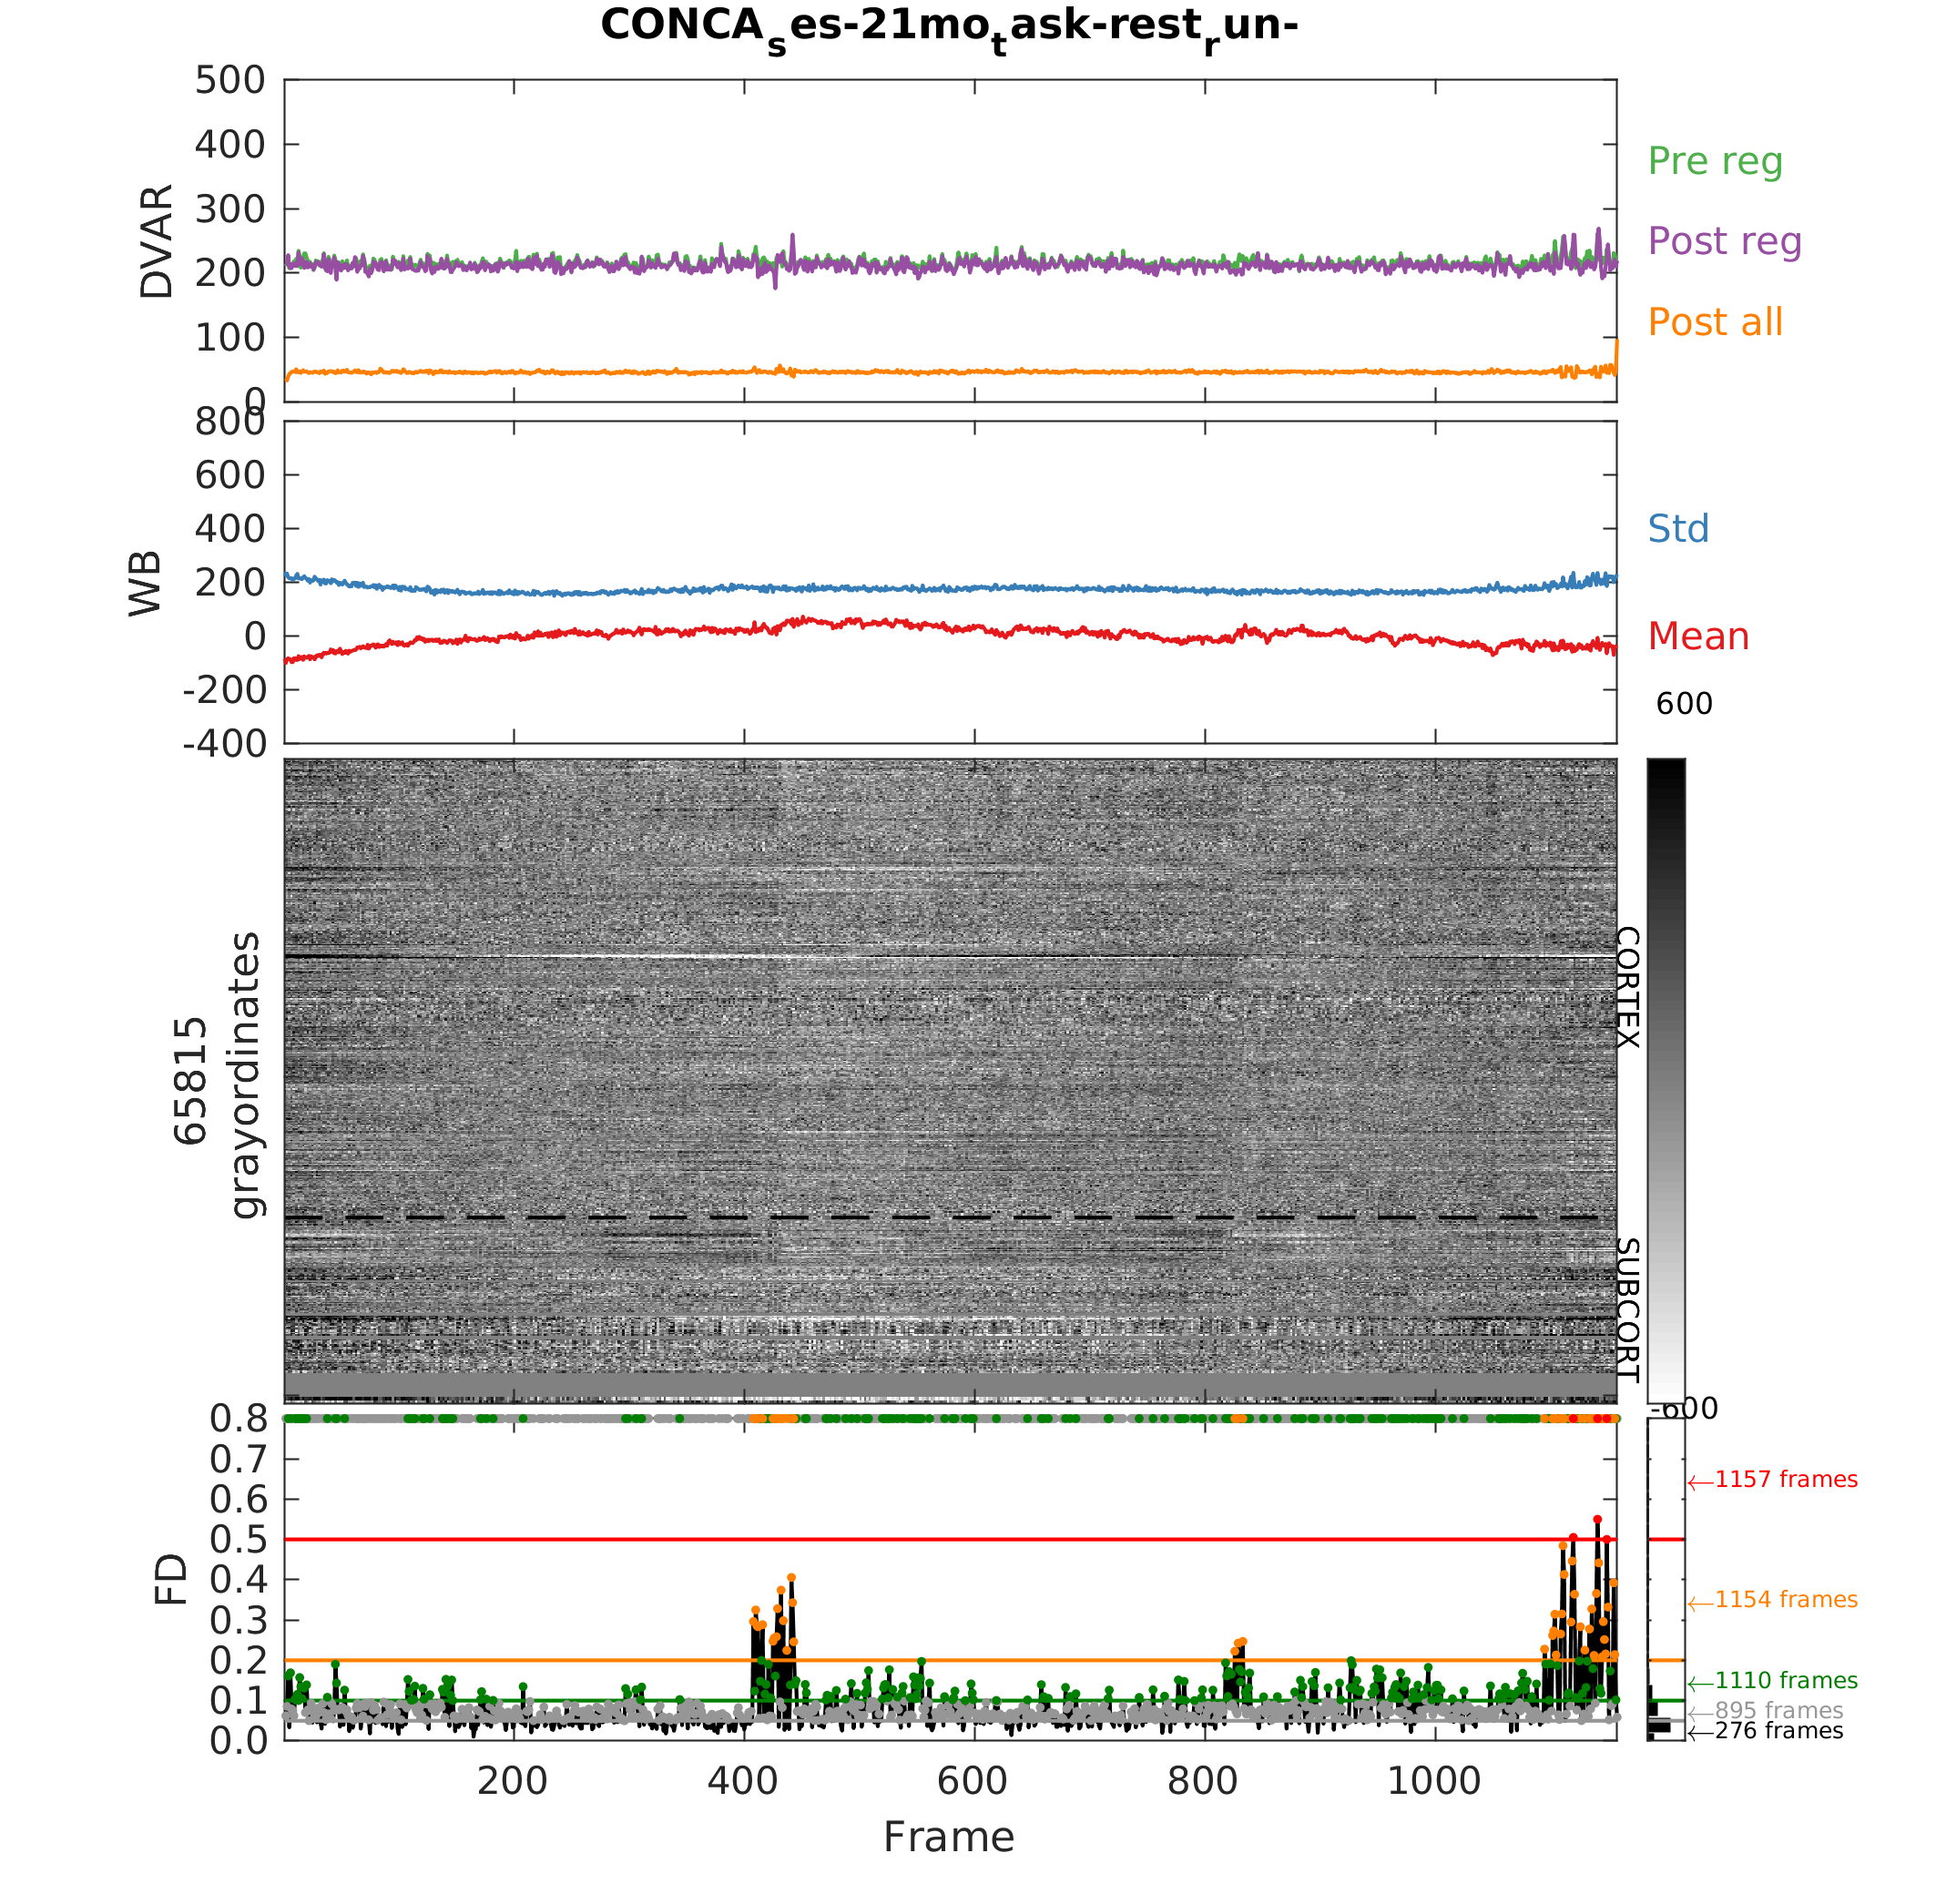 CONCAses-21motask-restrun-
500
400
300
200
100
0
DVAR
Pre reg
Post reg
Post all
800
600
400
200
0
-200
-400
WB
Std
Mean
600
65815
grayordinates
CORTEX
SUBCORT
-600
0.8
0.7
0.6
0.5
0.4
0.3
0.2
0.1
0.0
FD
←1157 frames
←1154 frames
←1110 frames
←895 frames
←276 frames
200 400 600 800 1000
Frame